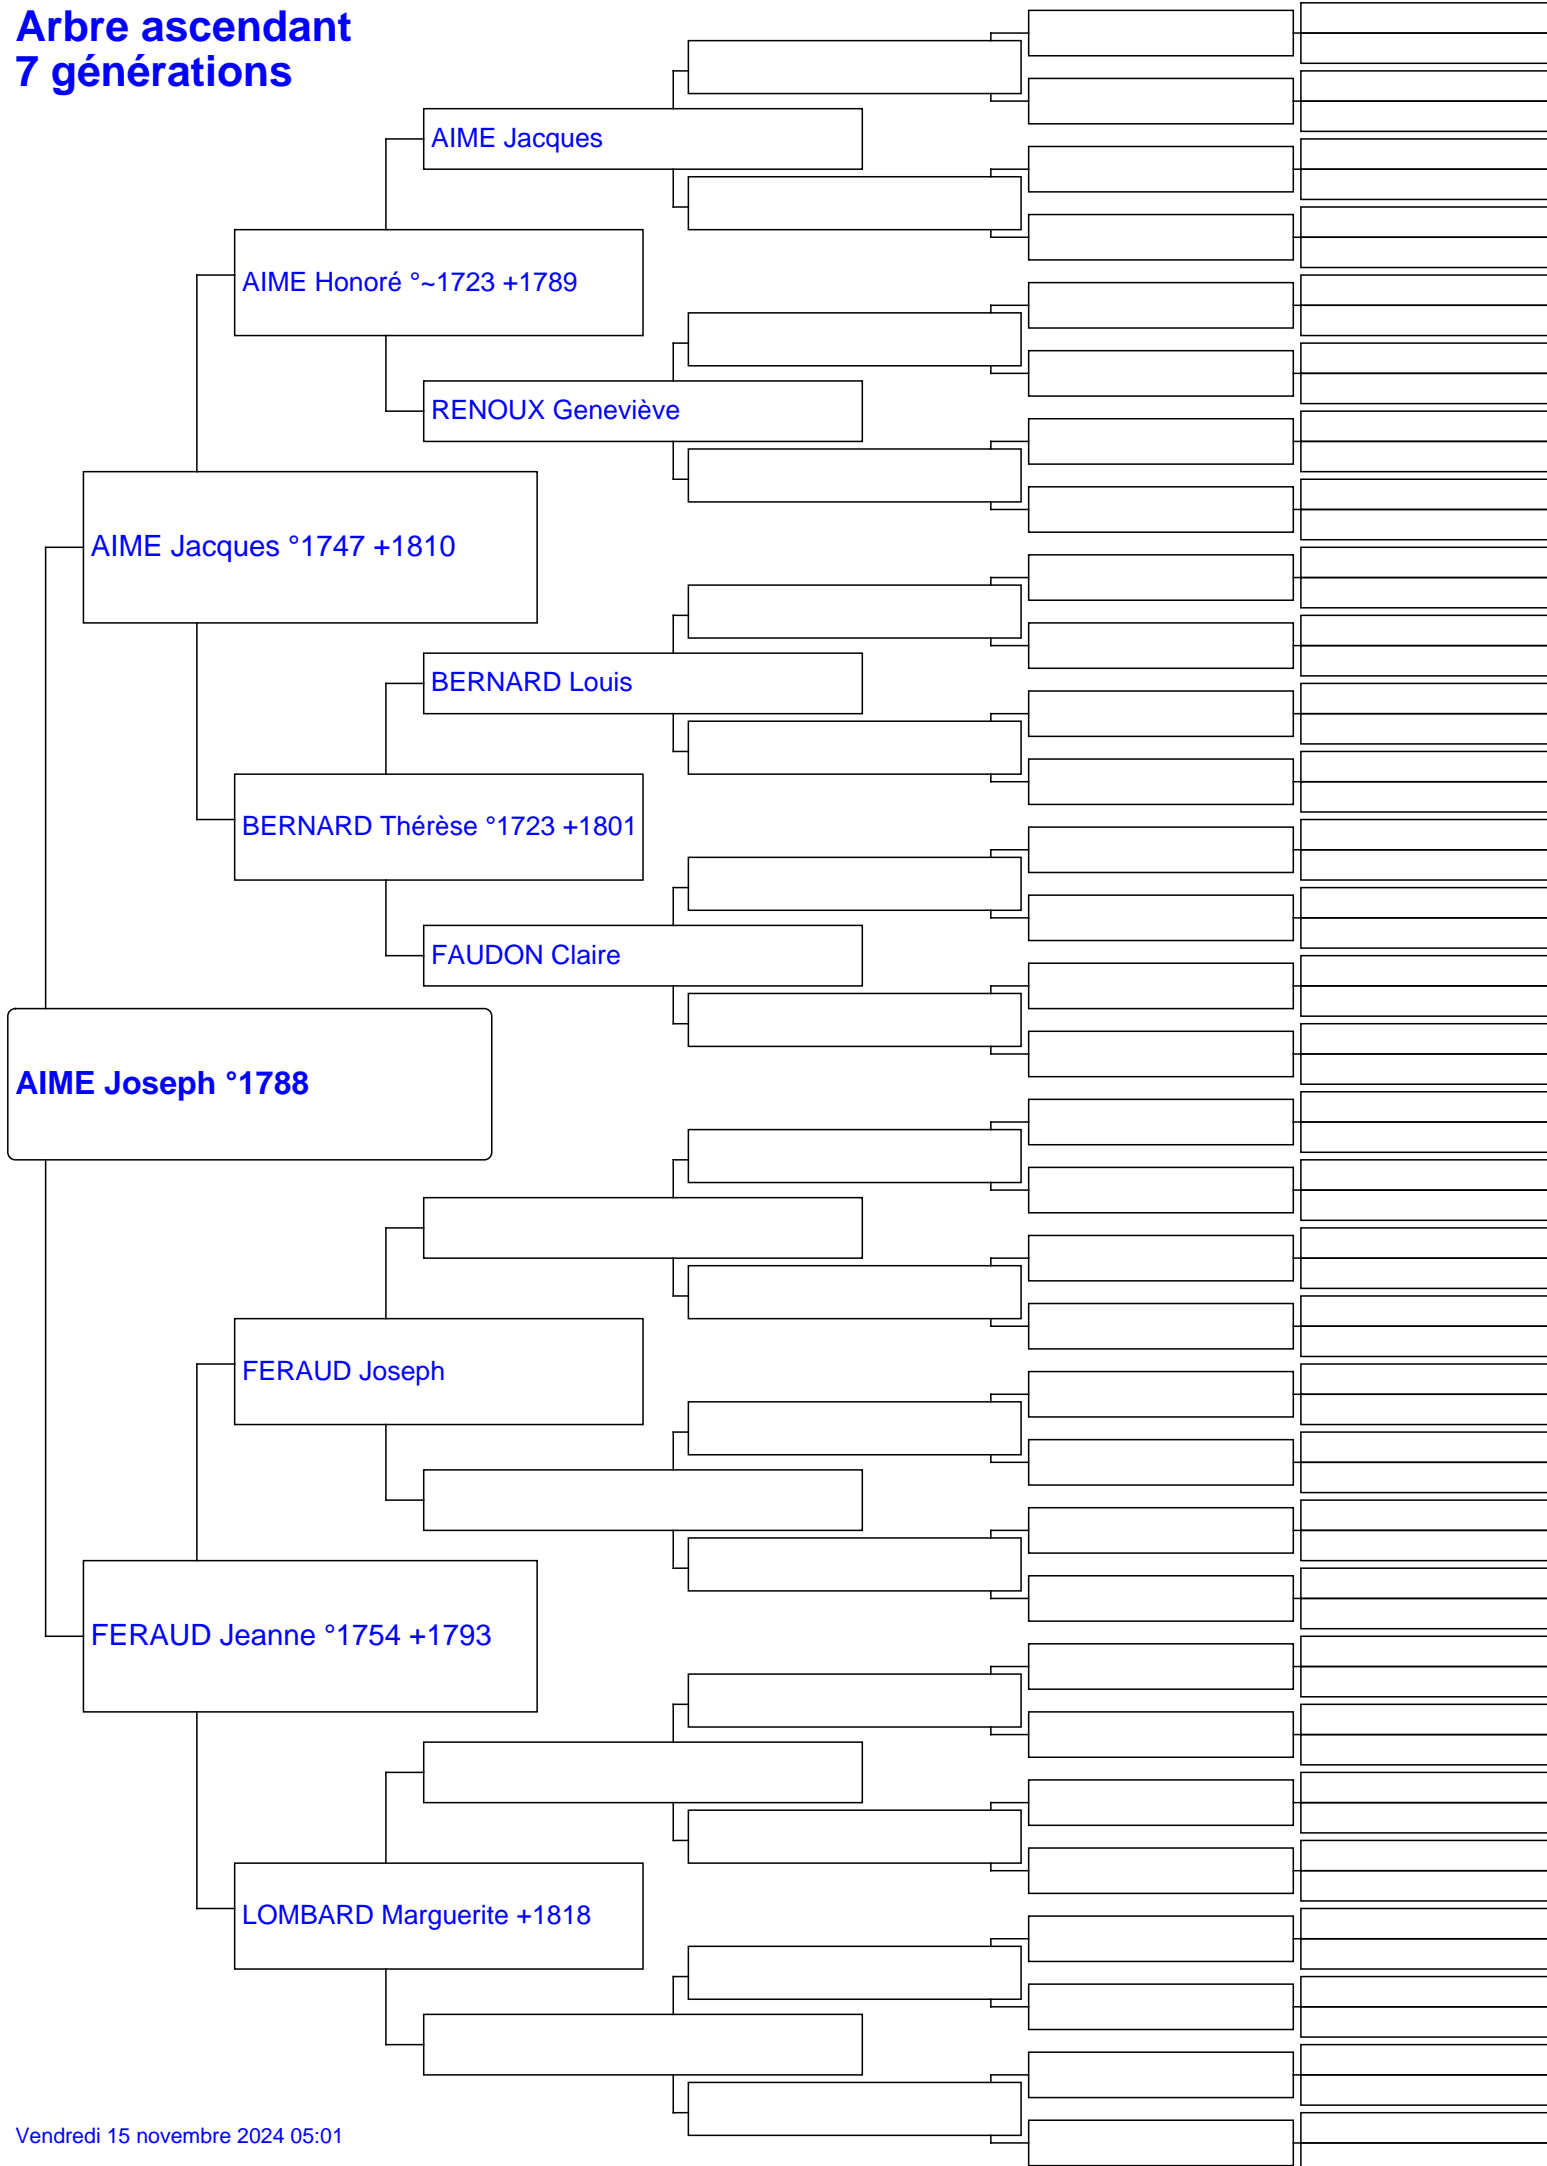 Arbre ascendant
7 générations
AIME Jacques
AIME Honoré °~1723 +1789
RENOUX Geneviève
AIME Jacques °1747 +1810
BERNARD Louis
BERNARD Thérèse °1723 +1801
FAUDON Claire
AIME Joseph °1788
FERAUD Joseph
FERAUD Jeanne °1754 +1793
LOMBARD Marguerite +1818
Vendredi 15 novembre 2024 05:01